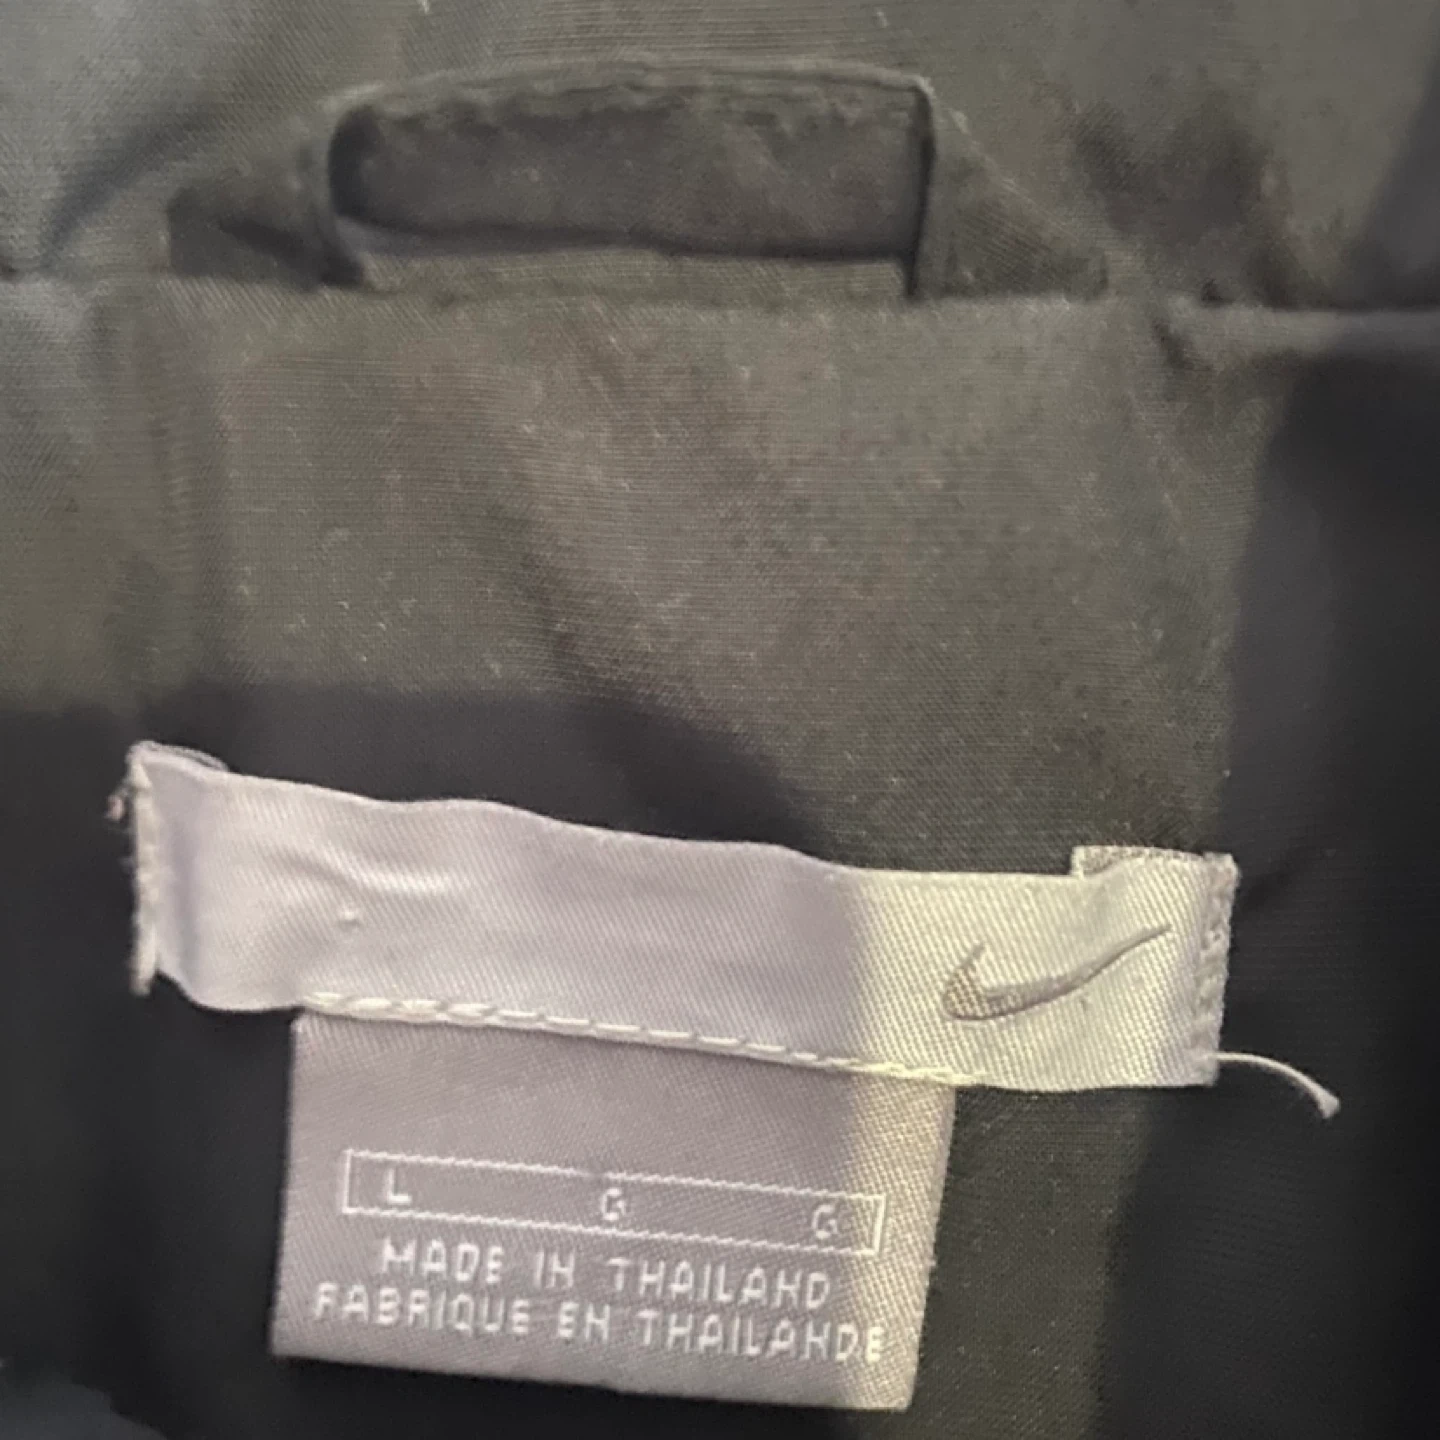 L G G
MADE IN THAILAND
FABRIQUE EN THAILANDE